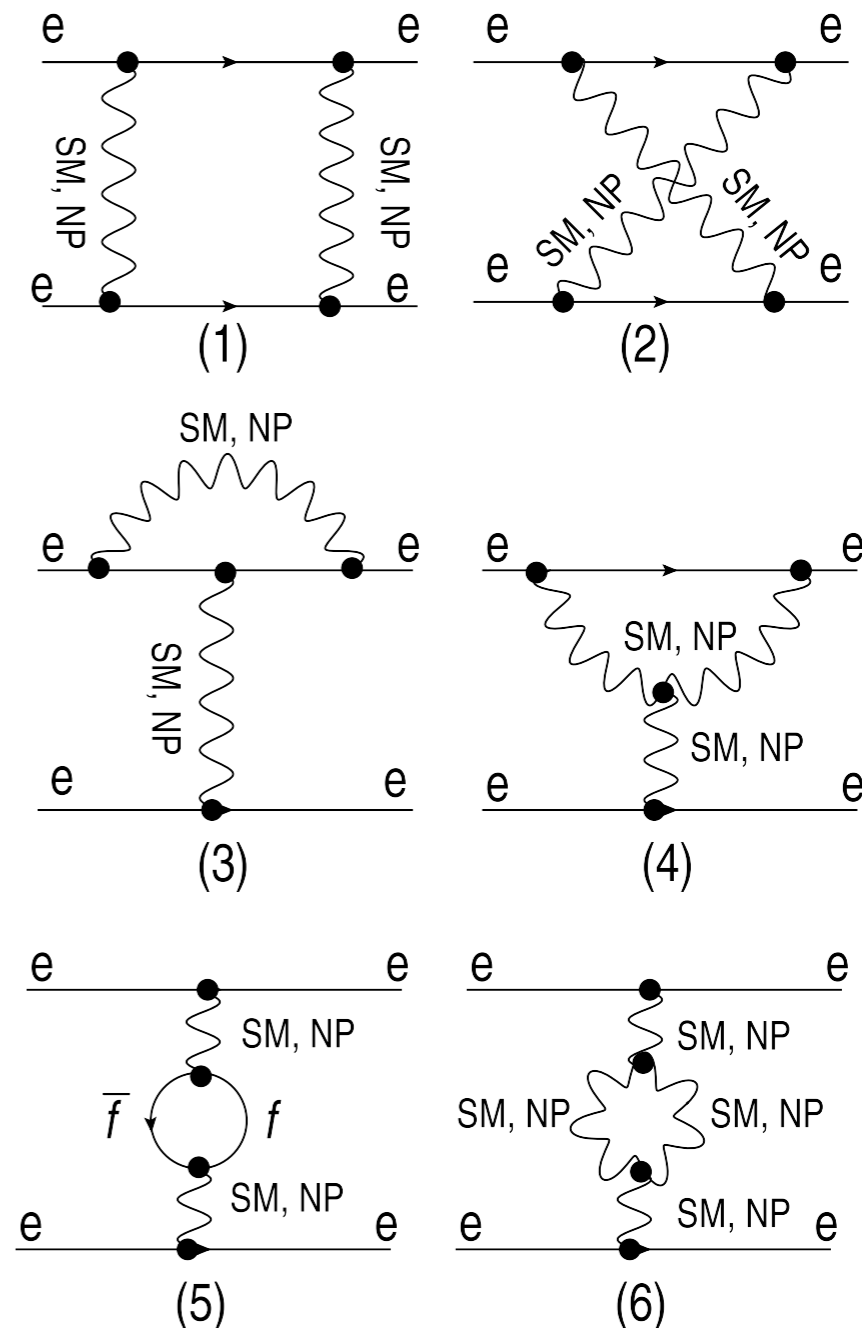 e e
SM, NP SM, NP
e e
(1)
e e
SM, NP SM, NP
e e
(2)
SM, NP
e e
SM, NP
e e
(3)
e e
SM, NP
SM, NP
e e
(4)
e e
SM, NP
f̅ f
SM, NP
e e
(5)
e e
SM, NP
SM, NP SM, NP
SM, NP
e e
(6)